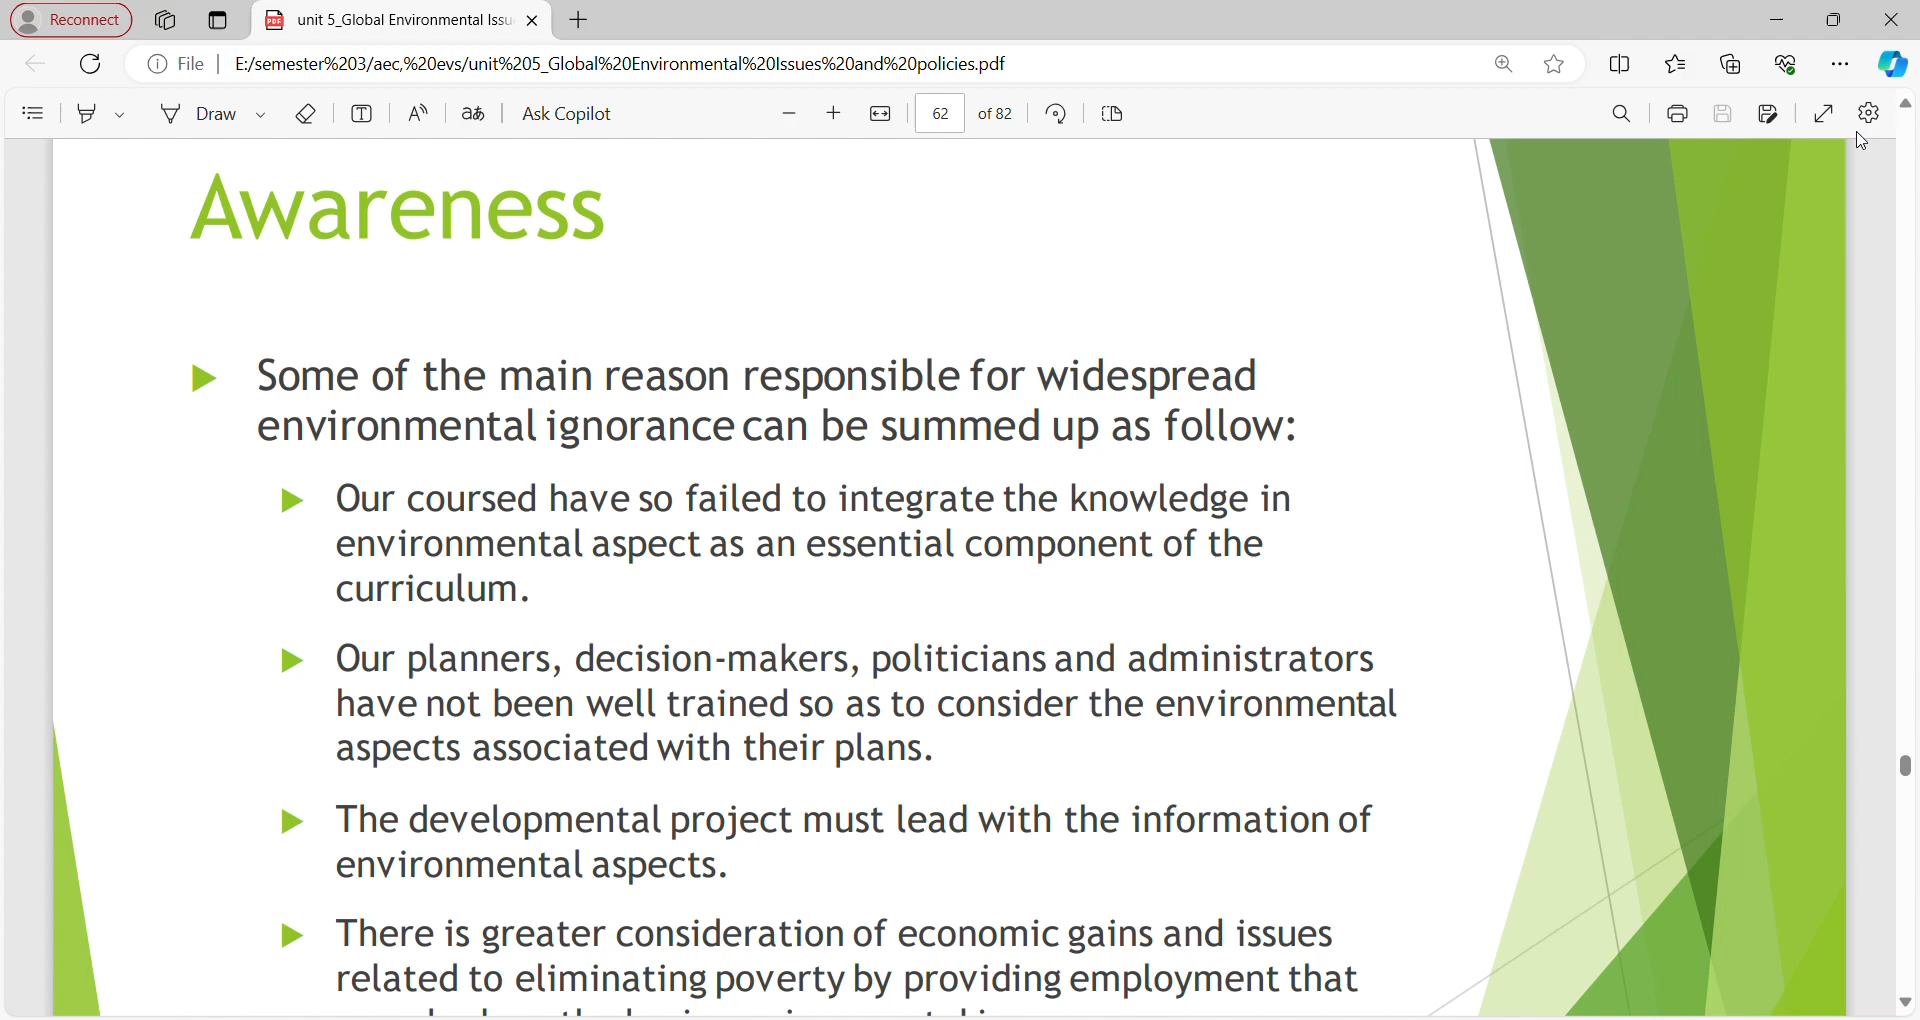 Reconnect
unit 5_Global Environmental Issu
File
E:/semester%203/aec,%20evs/unit%205_Global%20Environmental%20Issues%20and%20policies.pdf
Draw
aあ
Ask Copilot
62
of 82
Awareness
Some of the main reason responsible for widespread
environmental ignorance can be summed up as follow:
Our coursed have so failed to integrate the knowledge in
environmental aspect as an essential component of the
curriculum.
Our planners, decision-makers, politicians and administrators
have not been well trained so as to consider the environmental
aspects associated with their plans.
The developmental project must lead with the information of
environmental aspects.
There is greater consideration of economic gains and issues
related to eliminating poverty by providing employment that